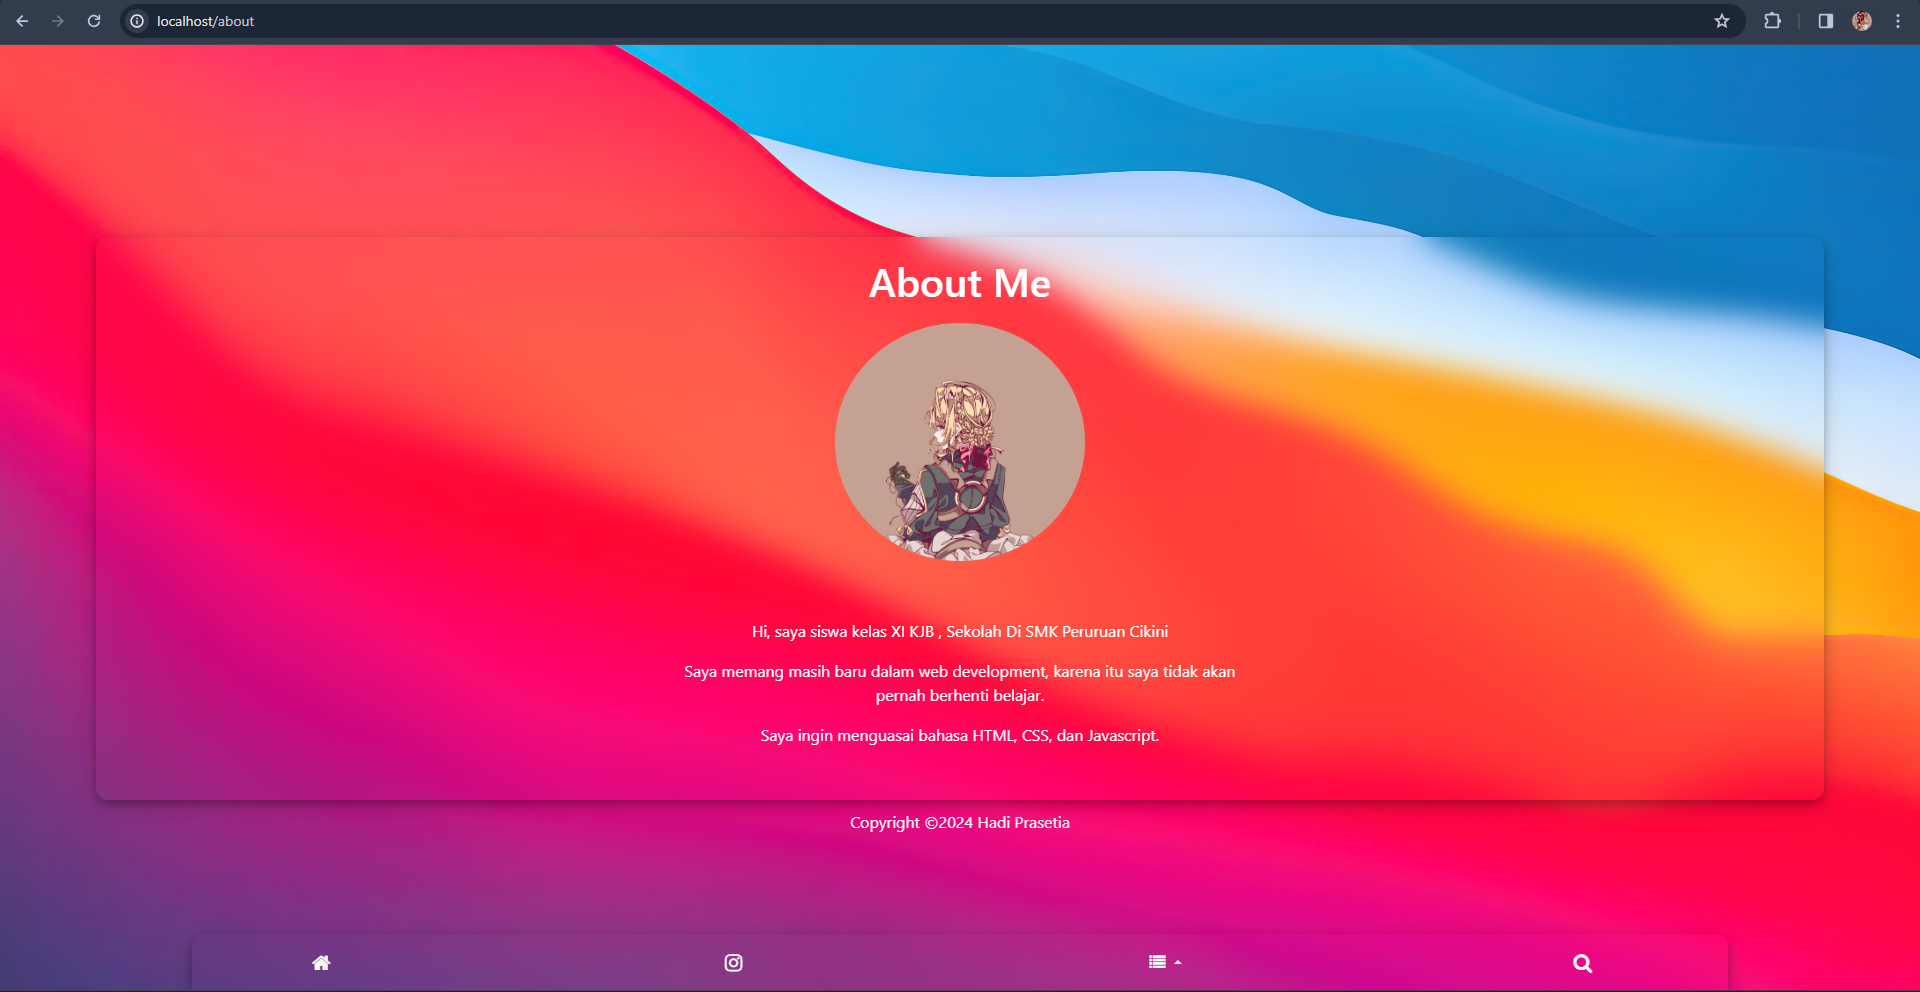 localhost/about
About Me
Hi, saya siswa kelas XI KJB , Sekolah Di SMK Peruruan Cikini
Saya memang masih baru dalam web development, karena itu saya tidak akan
pernah berhenti belajar.
Saya ingin menguasai bahasa HTML, CSS, dan Javascript.
Copyright ©2024 Hadi Prasetia